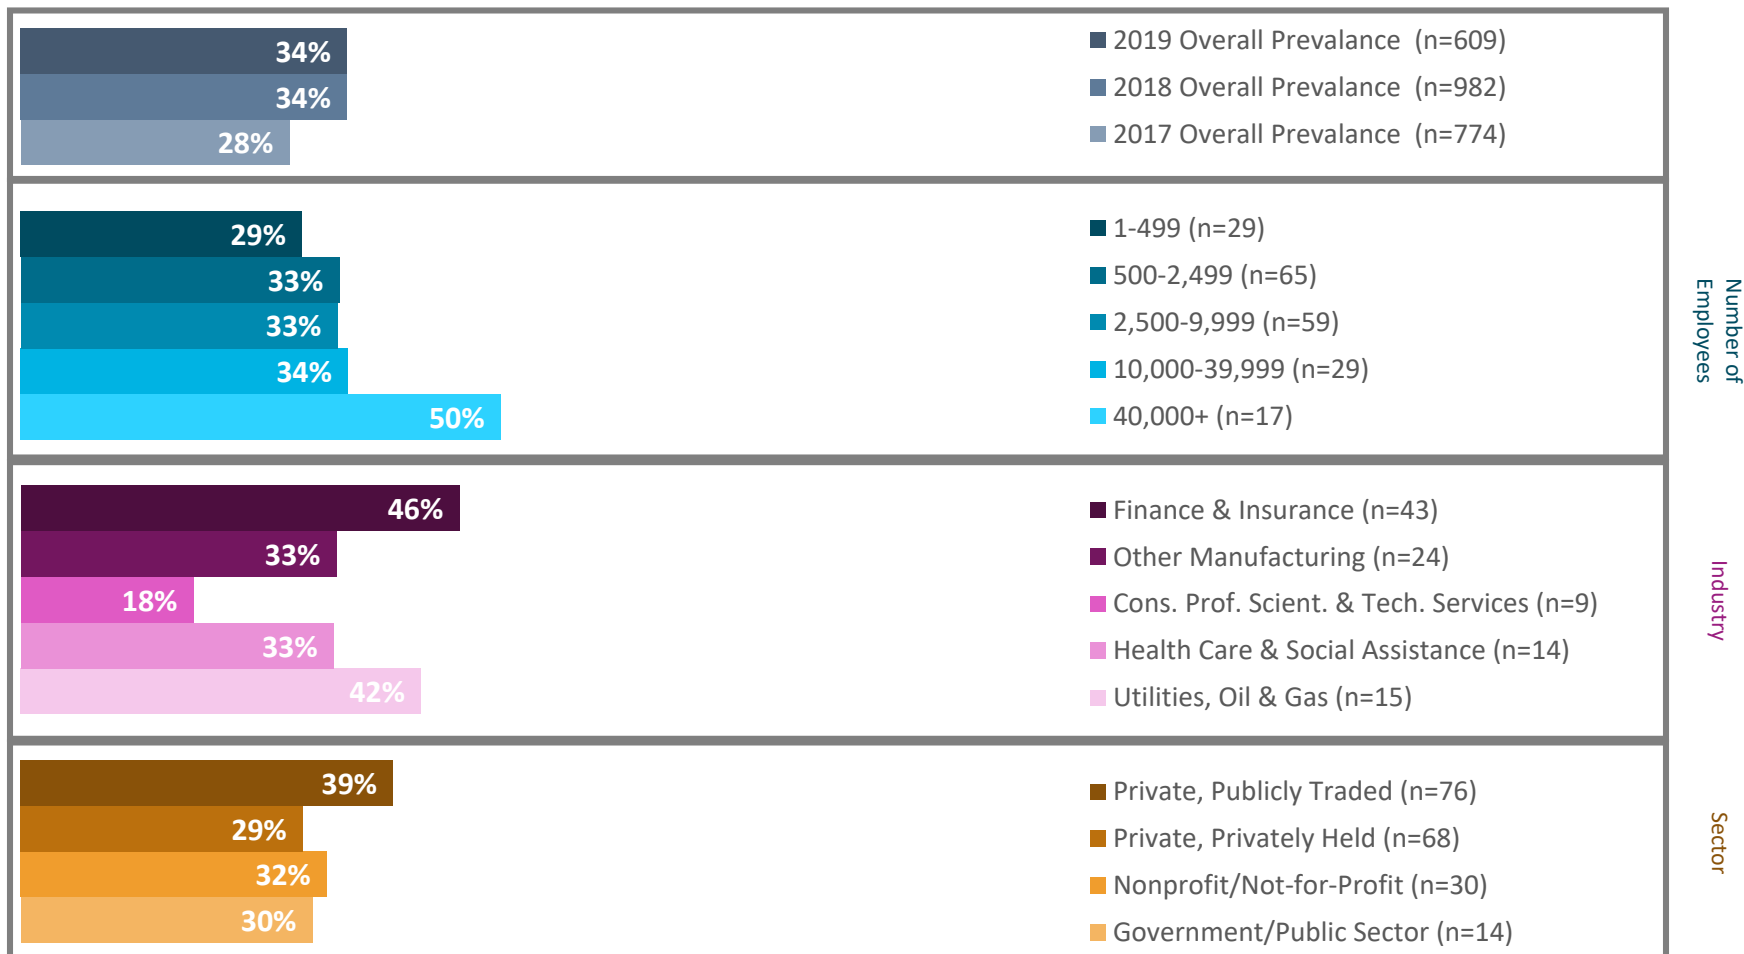 34%
34%
28%
2019 Overall Prevalance (n=609)
2018 Overall Prevalance (n=982)
2017 Overall Prevalance (n=774)
29%
33%
33%
34%
50%
1-499 (n=29)
500-2,499 (n=65)
2,500-9,999 (n=59)
10,000-39,999 (n=29)
40,000+ (n=17)
Number of
Employees
46%
33%
18%
33%
42%
Finance & Insurance (n=43)
Other Manufacturing (n=24)
Cons. Prof. Scient. & Tech. Services (n=9)
Health Care & Social Assistance (n=14)
Utilities, Oil & Gas (n=15)
Industry
39%
29%
32%
30%
Private, Publicly Traded (n=76)
Private, Privately Held (n=68)
Nonprofit/Not-for-Profit (n=30)
Government/Public Sector (n=14)
Sector